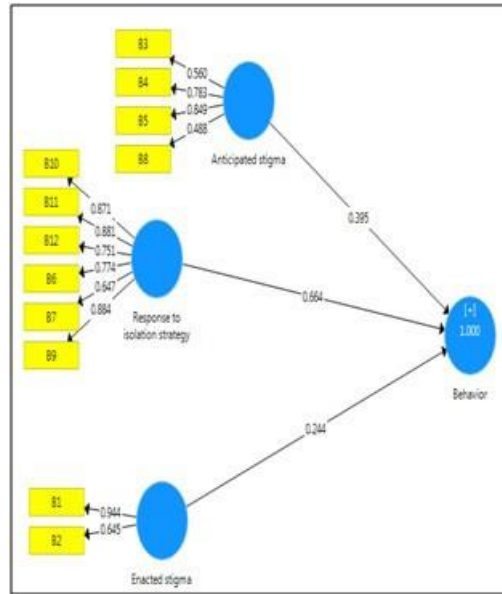 B3
B4
B5
B8
0.560
0.783
0.849
0.488
Anticipated stigma
B10
B11
B12
B6
B7
B9
0.871
0.881
0.751
0.774
0.647
0.884
Response to
isolation strategy
0.395
0.664
0.244
[+]
1.000
Behavior
B1
B2
0.944
0.645
Enacted stigma